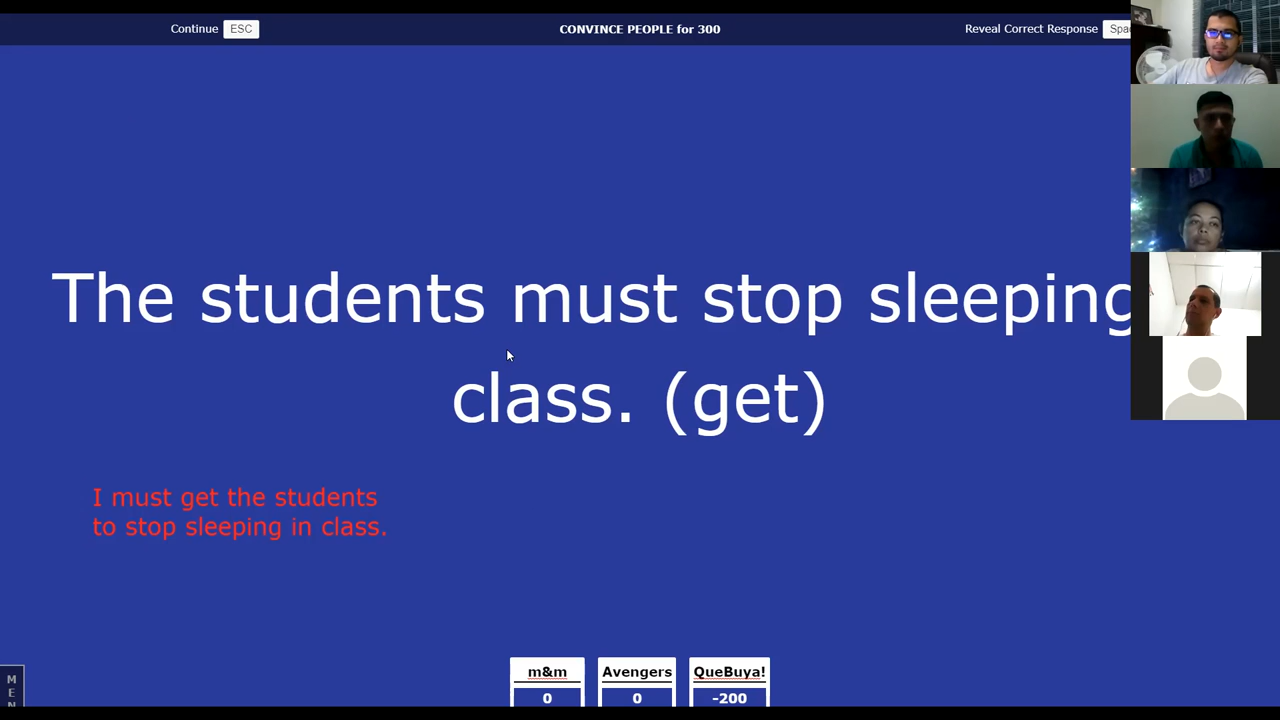 Continue ESC CONVINCE PEOPLE for 300 Reveal Correct Response
The students must stop sleeping
class. (get)
I must get the students
to stop sleeping in class.
m&m Avengers QueBuya!
0 0 -200
M
E